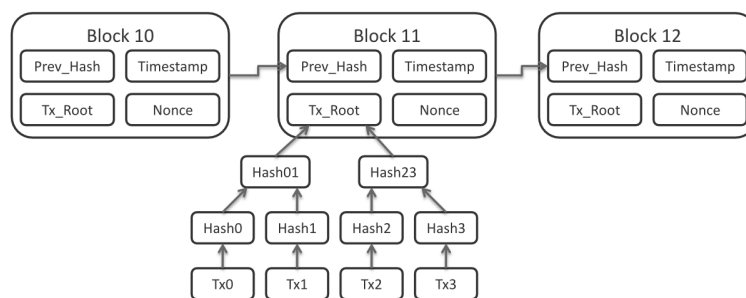 Block 10
Block 11
Block 12
Prev_Hash Timestamp
Prev_Hash Timestamp
Prev_Hash Timestamp
Tx_Root Nonce
Tx_Root Nonce
Tx_Root Nonce
Hash01
Hash23
Hash0
Hash1
Hash2
Hash3
Tx0
Tx1
Tx2
Tx3